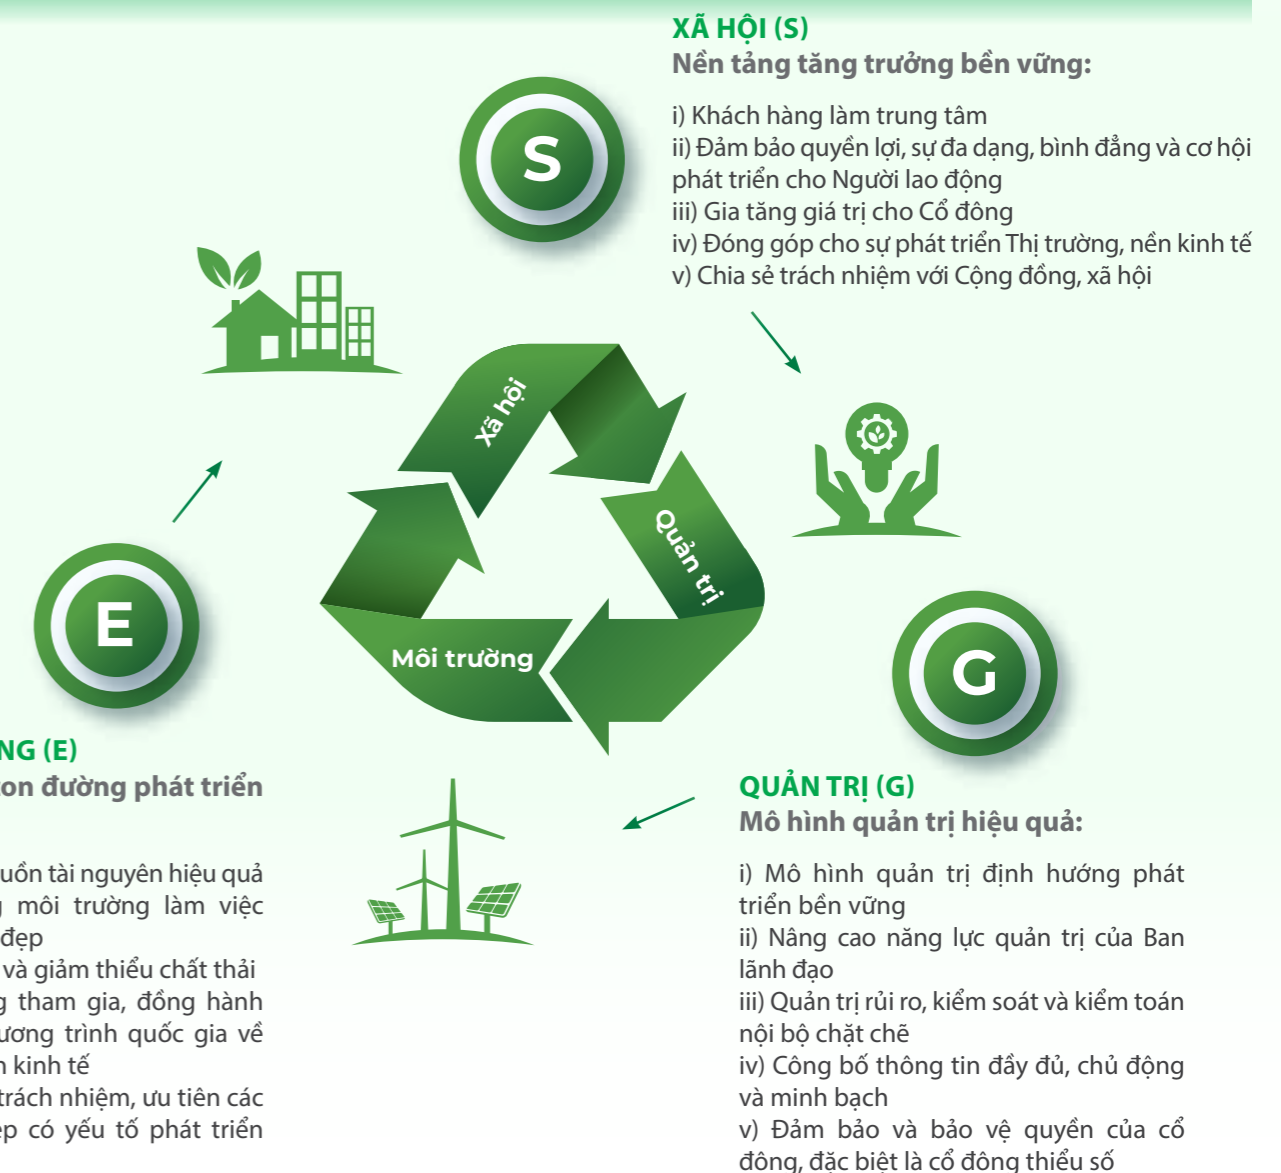 XÃ HỘI (S)
Nền tảng tăng trưởng bền vững:
i) Khách hàng làm trung tâm
ii) Đảm bảo quyền lợi, sự đa dạng, bình đẳng và cơ hội
phát triển cho Người lao động
iii) Gia tăng giá trị cho Cổ đông
iv) Đóng góp cho sự phát triển Thị trường, nền kinh tế
v) Chia sẻ trách nhiệm với Cộng đồng, xã hội
S
Xã hội
Quản trị
Môi trường
E
NG (E)
con đường phát triển
uồn tài nguyên hiệu quả
môi trường làm việc
đẹp
và giảm thiểu chất thải
tham gia, đồng hành
ương trình quốc gia về
kinh tế
trách nhiệm, ưu tiên các
ẹp có yếu tố phát triển
G
QUẢN TRỊ (G)
Mô hình quản trị hiệu quả:
i) Mô hình quản trị định hướng phát
triển bền vững
ii) Nâng cao năng lực quản trị của Ban
lãnh đạo
iii) Quản trị rủi ro, kiểm soát và kiểm toán
nội bộ chặt chẽ
iv) Công bố thông tin đầy đủ, chủ động
và minh bạch
v) Đảm bảo và bảo vệ quyền của cổ
đông, đặc biệt là cổ đông thiểu số